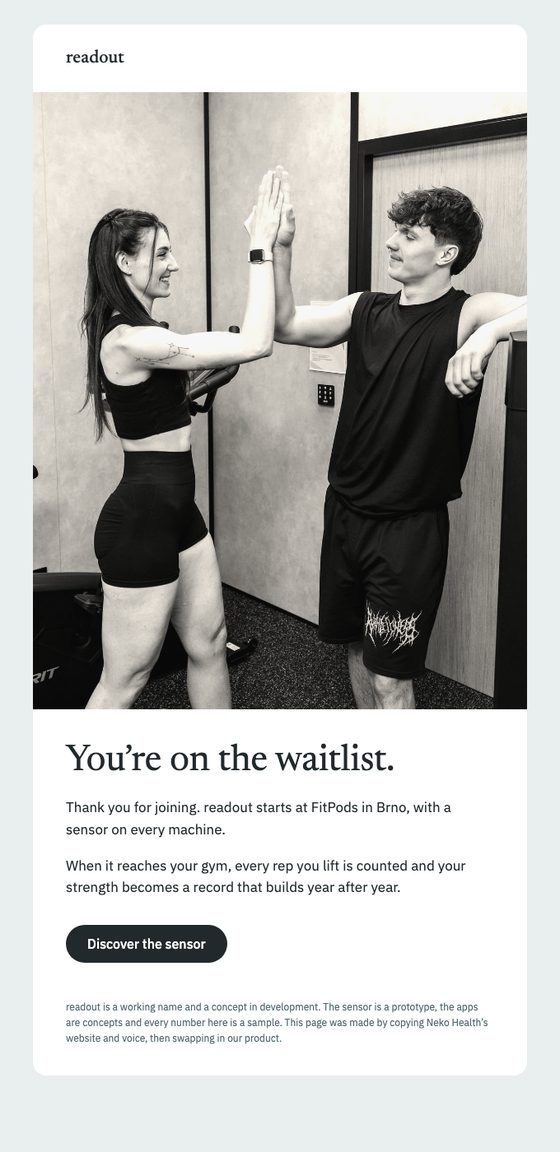 readout
RIT
You're on the waitlist.
Thank you for joining. readout starts at FitPods in Brno, with a
sensor on every machine.
When it reaches your gym, every rep you lift is counted and your
strength becomes a record that builds year after year.
Discover the sensor
readout is a working name and a concept in development. The sensor is a prototype, the apps
are concepts and every number here is a sample. This page was made by copying Neko Health's
website and voice, then swapping in our product.